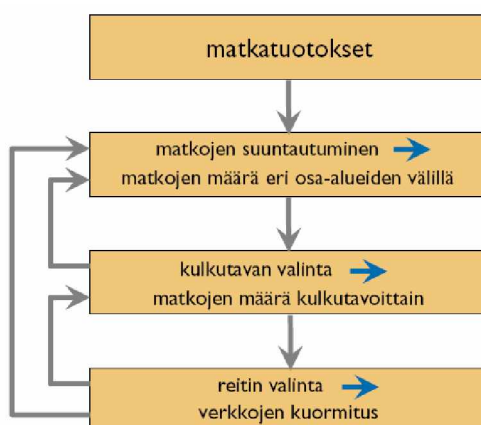 matkatuotokset
matkojen suuntautuminen
matkojen määrä eri osa-alueiden välillä
kulkutavan valinta
matkojen määrä kulkutavoittain
reitin valinta
verkkojen kuormitus